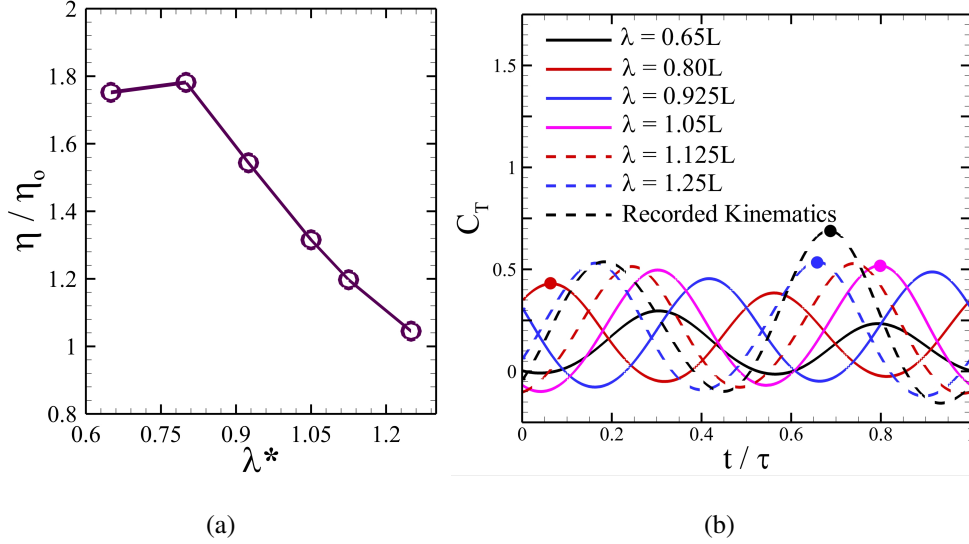 2
1.8
1.6
1.4
1.2
1
0.8
0.6 0.75 0.9 1.05 1.2
η / ηo
λ*
(a)
λ = 0.65L
λ = 0.80L
λ = 0.925L
λ = 1.05L
λ = 1.125L
λ = 1.25L
Recorded Kinematics
1.5
1
0.5
0
0 0.2 0.4 0.6 0.8 1
CT
t / τ
(b)